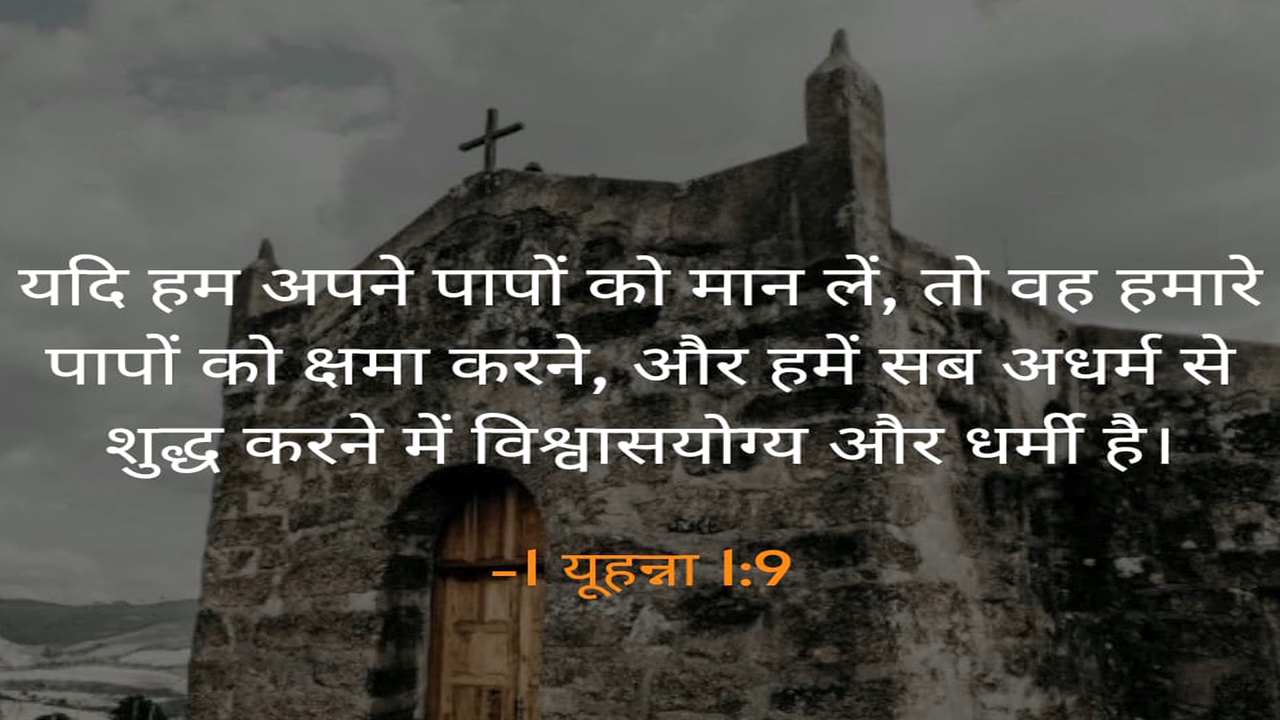 यदि हम अपने पापों को मान लें, तो वह हमारे
पापों को क्षमा करने, और हमें सब अधर्म से
शुद्ध करने में विश्वासयोग्य और धर्मी है।
-1 यूहन्ना 1:9